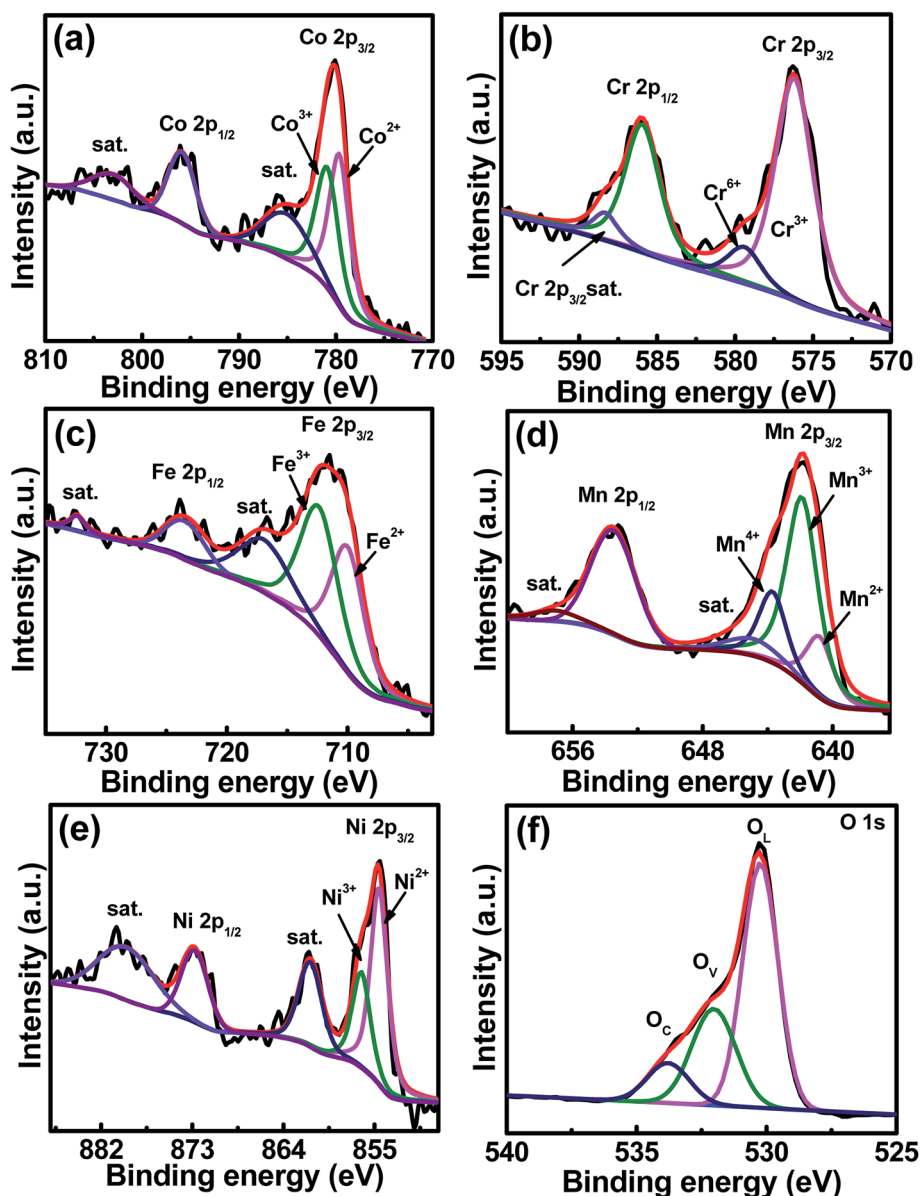 (a)
Co 2p3/2
Co3+
Co 2p1/2
Co2+
sat.
sat.
Intensity (a.u.)
810 800 790 780 770
Binding energy (eV)
(b)
Cr 2p3/2
Cr 2p1/2
Cr6+
Cr3+
Cr 2p3/2sat.
Intensity (a.u.)
595 590 585 580 575 570
Binding energy (eV)
(c)
Fe 2p3/2
Fe3+
Fe 2p1/2
sat.
sat.
Fe2+
Intensity (a.u.)
730 720 710
Binding energy (eV)
(d)
Mn 2p3/2
Mn3+
Mn 2p1/2
Mn4+
Mn2+
sat.
sat.
Intensity (a.u.)
656 648 640
Binding energy (eV)
(e)
Ni 2p3/2
Ni2+
Ni3+
sat.
Ni 2p1/2
sat.
Intensity (a.u.)
882 873 864 855
Binding energy (eV)
(f)
OL
O 1s
OV
OC
Intensity (a.u.)
540 535 530 525
Binding energy (eV)